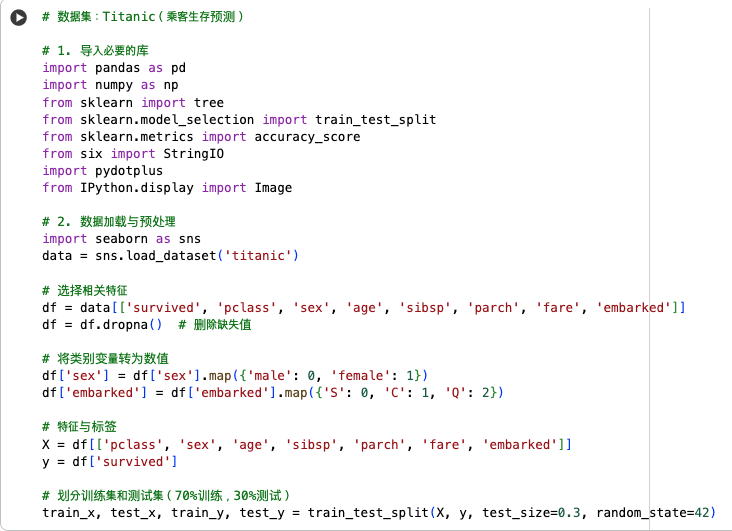 # 数据集：Titanic（乘客生存预测）
# 1. 导入必要的库
import pandas as pd
import numpy as np
from sklearn import tree
from sklearn.model_selection import train_test_split
from sklearn.metrics import accuracy_score
from six import StringIO
import pydotplus
from IPython.display import Image
# 2. 数据加载与预处理
import seaborn as sns
data = sns.load_dataset('titanic')
# 选择相关特征
df = data[['survived', 'pclass', 'sex', 'age', 'sibsp', 'parch', 'fare', 'embarked']]
df = df.dropna()  # 删除缺失值
# 将类别变量转为数值
df['sex'] = df['sex'].map({'male': 0, 'female': 1})
df['embarked'] = df['embarked'].map({'S': 0, 'C': 1, 'Q': 2})
# 特征与标签
X = df[['pclass', 'sex', 'age', 'sibsp', 'parch', 'fare', 'embarked']]
y = df['survived']
# 划分训练集和测试集（70%训练，30%测试）
train_x, test_x, train_y, test_y = train_test_split(X, y, test_size=0.3, random_state=42)